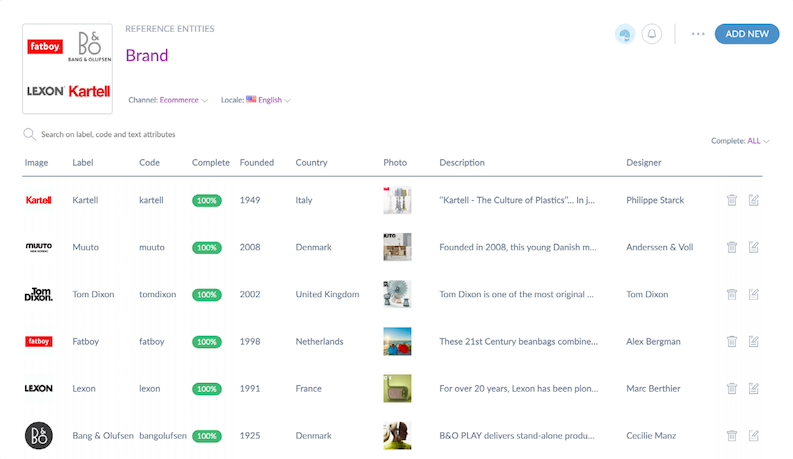 REFERENCE ENTITIES
fatboy
B&O
BANG & OLUFSEN
Brand
ADD NEW
LEXON Kartell
Channel: Ecommerce Locale: English
Search on label, code and text attributes
Complete: ALL
Image Label Code Complete Founded Country Photo Description Designer
Kartell Kartell kartell 100% 1949 Italy "Kartell - The Culture of Plastics"... In j... Philippe Starck
muuto Muuto muuto 100% 2008 Denmark Founded in 2008, this young Danish m... Anderssen & Voll
Tom Dixon. Tom Dixon tomdixon 100% 2002 United Kingdom Tom Dixon is one of the most original ... Tom Dixon
fatboy Fatboy fatboy 100% 1998 Netherlands These 21st Century beanbags combine... Alex Bergman
LEXON Lexon lexon 100% 1991 France For over 20 years, Lexon has been pion... Marc Berthier
B&O Bang & Olufsen bangolufsen 100% 1925 Denmark B&O PLAY delivers stand-alone produ... Cecilie Manz